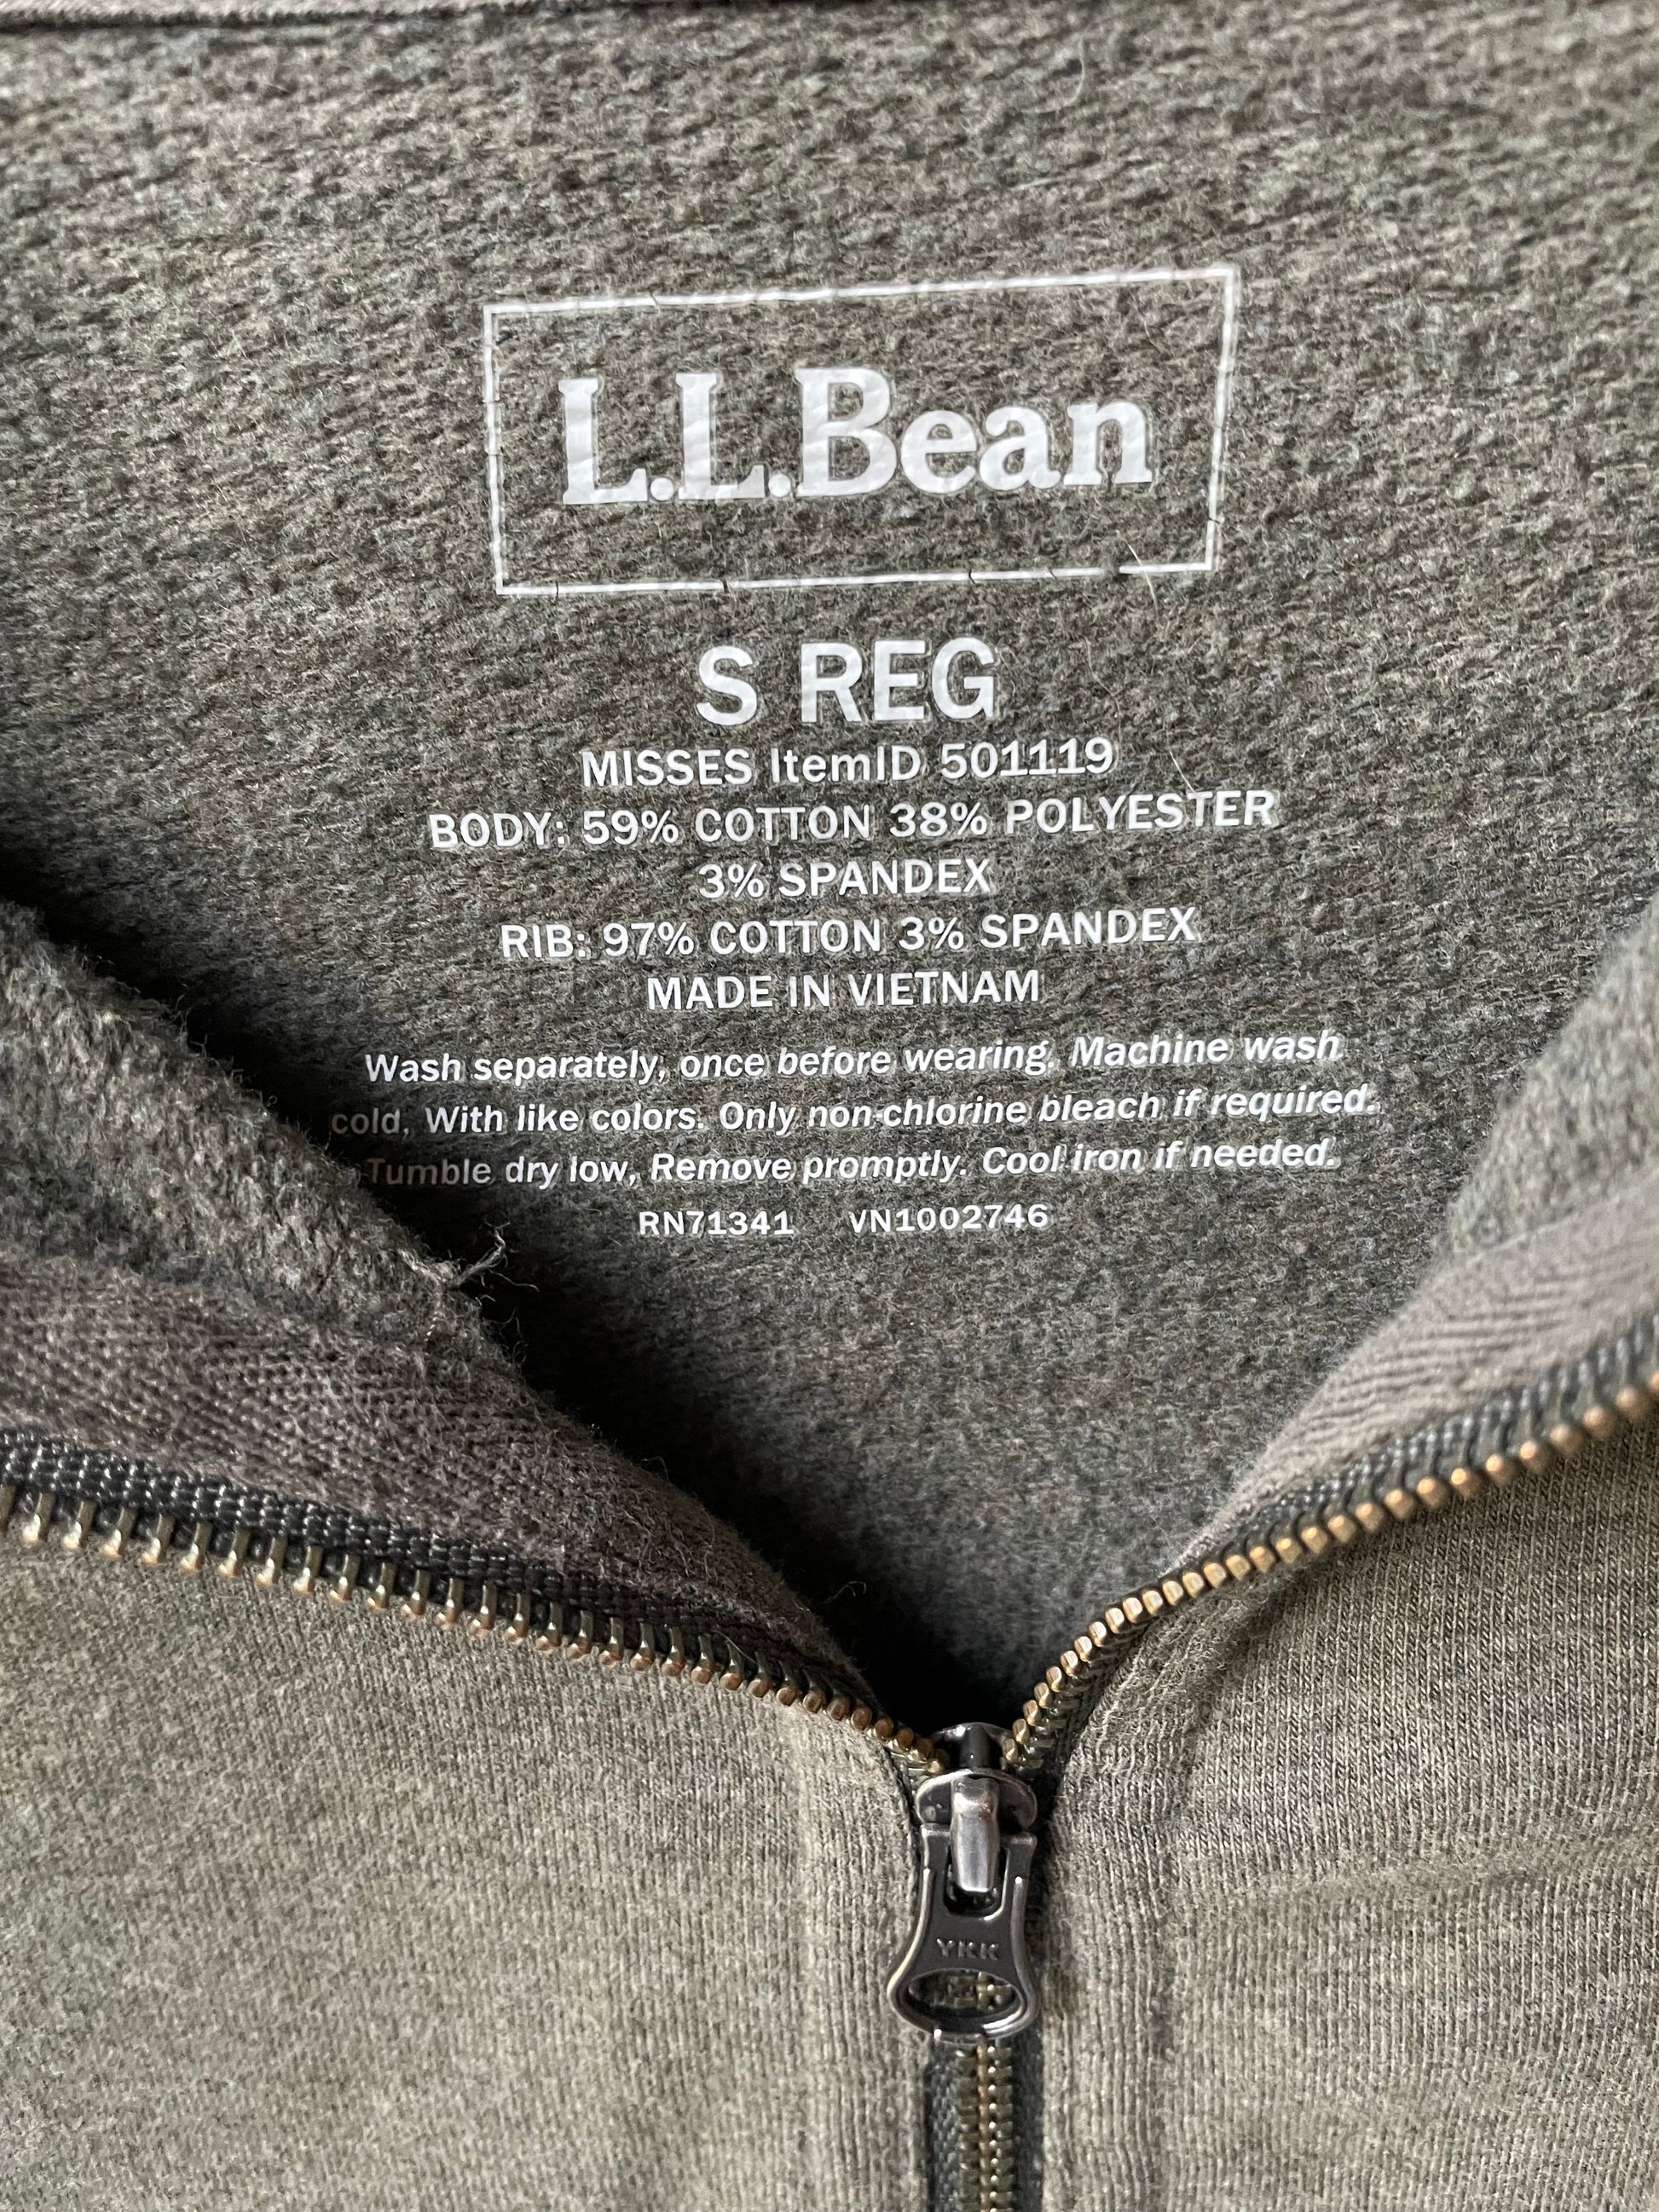 L.L.Bean
S REG
MISSES ItemID 501119
BODY: 59% COTTON 38% POLYESTER
3% SPANDEX
RIB: 97% COTTON 3% SPANDEX
MADE IN VIETNAM
Wash separately, once before wearing. Machine wash
cold, With like colors. Only non-chlorine bleach if required.
Tumble dry low, Remove promptly. Cool iron if needed.
RN71341 VN1002746
YKK